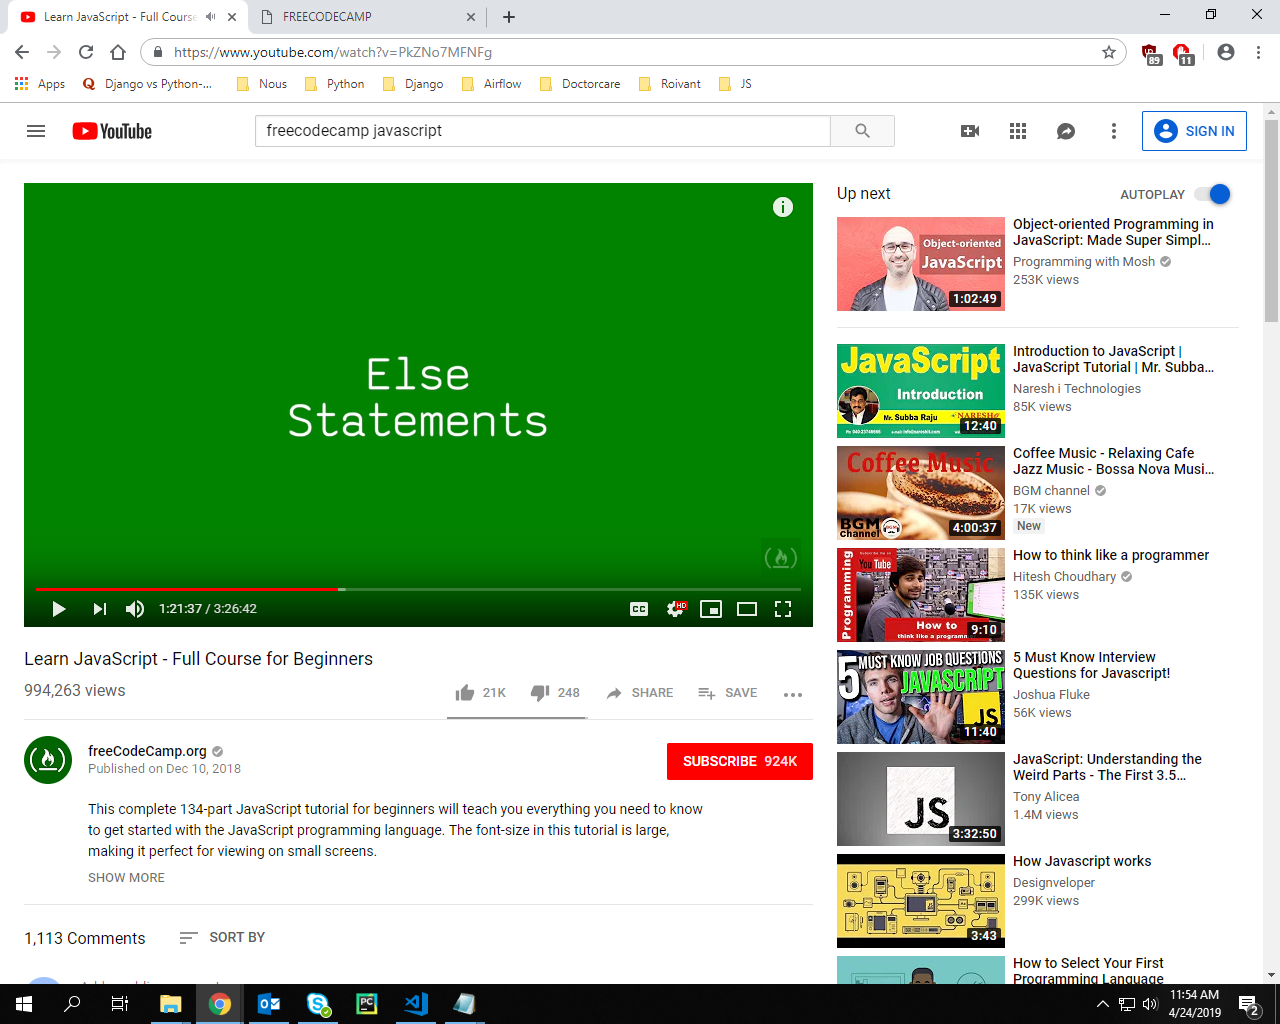 Learn JavaScript - Full Course
FREECODECAMP
https://www.youtube.com/watch?v=PkZNo7MFNFg
89
11
Apps
Django vs Python-...
Nous
Python
Django
Airflow
Doctorcare
Roivant
JS
YouTube
freecodecamp javascript
SIGN IN
Else
Statements
1:21:37 / 3:26:42
CC
HD
Learn JavaScript - Full Course for Beginners
994,263 views
21K
248
SHARE
SAVE
freeCodeCamp.org
Published on Dec 10, 2018
SUBSCRIBE 924K
This complete 134-part JavaScript tutorial for beginners will teach you everything you need to know
to get started with the JavaScript programming language. The font-size in this tutorial is large,
making it perfect for viewing on small screens.
SHOW MORE
1,113 Comments
SORT BY
Up next
AUTOPLAY
Object-oriented
JavaScript
1:02:49
Object-oriented Programming in
JavaScript: Made Super Simpl...
Programming with Mosh
253K views
JavaScript
Introduction
Mr. Subba Raju
NARESH
12:40
Introduction to JavaScript |
JavaScript Tutorial | Mr. Subba...
Naresh i Technologies
85K views
Coffee Music
BGM
channel
4:00:37
Coffee Music - Relaxing Cafe
Jazz Music - Bossa Nova Musi...
BGM channel
17K views
New
Programming
You Tube
How to
think like a programm
9:10
How to think like a programmer
Hitesh Choudhary
135K views
5 MUST KNOW JOB QUESTIONS
JAVASCRIPT
JS
11:40
5 Must Know Interview
Questions for Javascript!
Joshua Fluke
56K views
JS
3:32:50
JavaScript: Understanding the
Weird Parts - The First 3.5...
Tony Alicea
1.4M views
3:43
How Javascript works
Designveloper
299K views
How to Select Your First
Programming Language
PC
11:54 AM
4/24/2019
2